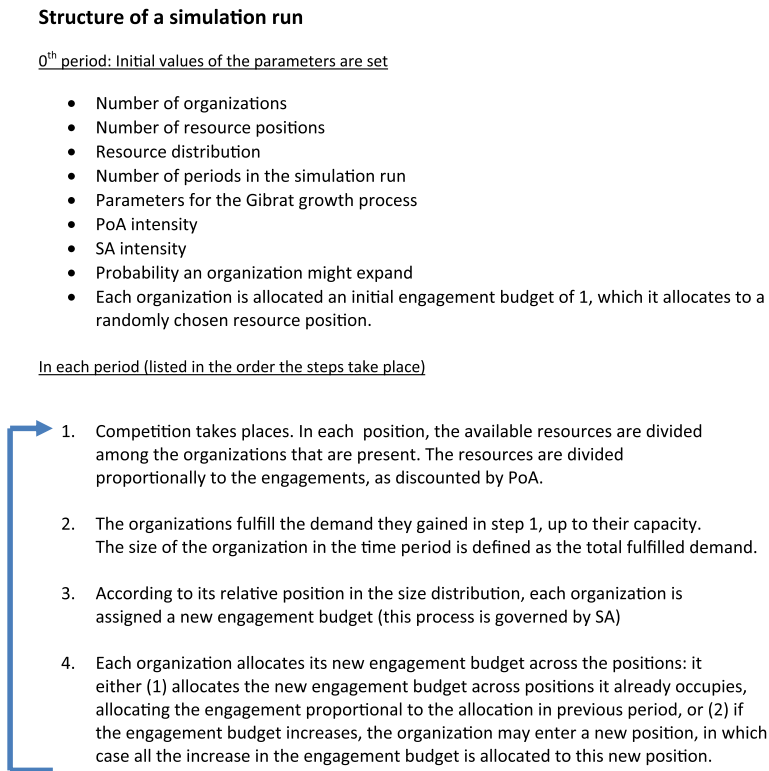 Structure of a simulation run
0th period: Initial values of the parameters are set
• Number of organizations
• Number of resource positions
• Resource distribution
• Number of periods in the simulation run
• Parameters for the Gibrat growth process
• PoA intensity
• SA intensity
• Probability an organization might expand
• Each organization is allocated an initial engagement budget of 1, which it allocates to a
randomly chosen resource position.
In each period (listed in the order the steps take place)
1. Competition takes places. In each position, the available resources are divided
among the organizations that are present. The resources are divided
proportionally to the engagements, as discounted by PoA.
2. The organizations fulfill the demand they gained in step 1, up to their capacity.
The size of the organization in the time period is defined as the total fulfilled demand.
3. According to its relative position in the size distribution, each organization is
assigned a new engagement budget (this process is governed by SA)
4. Each organization allocates its new engagement budget across the positions: it
either (1) allocates the new engagement budget across positions it already occupies,
allocating the engagement proportional to the allocation in previous period, or (2) if
the engagement budget increases, the organization may enter a new position, in which
case all the increase in the engagement budget is allocated to this new position.